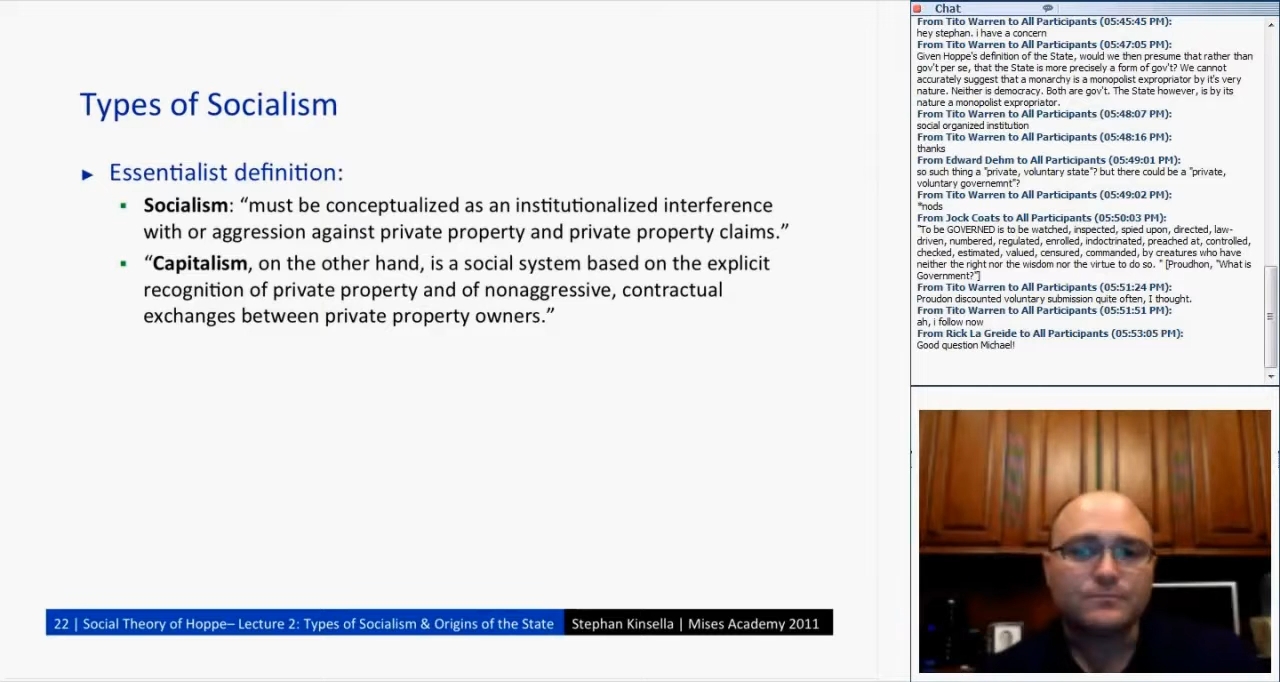 Types of Socialism
► Essentialist definition:
▪ Socialism: “must be conceptualized as an institutionalized interference
with or aggression against private property and private property claims.”
▪ “Capitalism, on the other hand, is a social system based on the explicit
recognition of private property and of nonaggressive, contractual
exchanges between private property owners.”
22 | Social Theory of Hoppe– Lecture 2: Types of Socialism & Origins of the State
Stephan Kinsella | Mises Academy 2011
Chat
From Tito Warren to All Participants (05:45:45 PM):
hey stephan. i have a concern
From Tito Warren to All Participants (05:47:05 PM):
Given Hoppe's definition of the State, would we then presume that rather than
gov't per se, that the State is more precisely a form of gov't? We cannot
accurately suggest that a monarchy is a monopolist expropriator by it's very
nature. Neither is democracy. Both are gov't. The State however, is by its
nature a monopolist expropriator.
From Tito Warren to All Participants (05:48:07 PM):
social organized institution
From Tito Warren to All Participants (05:48:16 PM):
thanks
From Edward Dehm to All Participants (05:49:01 PM):
so such thing a "private, voluntary state"? but there could be a "private,
voluntary governemnt"?
From Tito Warren to All Participants (05:49:02 PM):
*nods
From Jock Coats to All Participants (05:50:03 PM):
"To be GOVERNED is to be watched, inspected, spied upon, directed, law-
driven, numbered, regulated, enrolled, indoctrinated, preached at, controlled,
checked, estimated, valued, censured, commanded, by creatures who have
neither the right nor the wisdom nor the virtue to do so. " [Proudhon, "What is
Government?"]
From Tito Warren to All Participants (05:51:24 PM):
Proudon discounted voluntary submission quite often, I thought.
From Tito Warren to All Participants (05:51:51 PM):
ah, i follow now
From Rick La Greide to All Participants (05:53:05 PM):
Good question Michael!